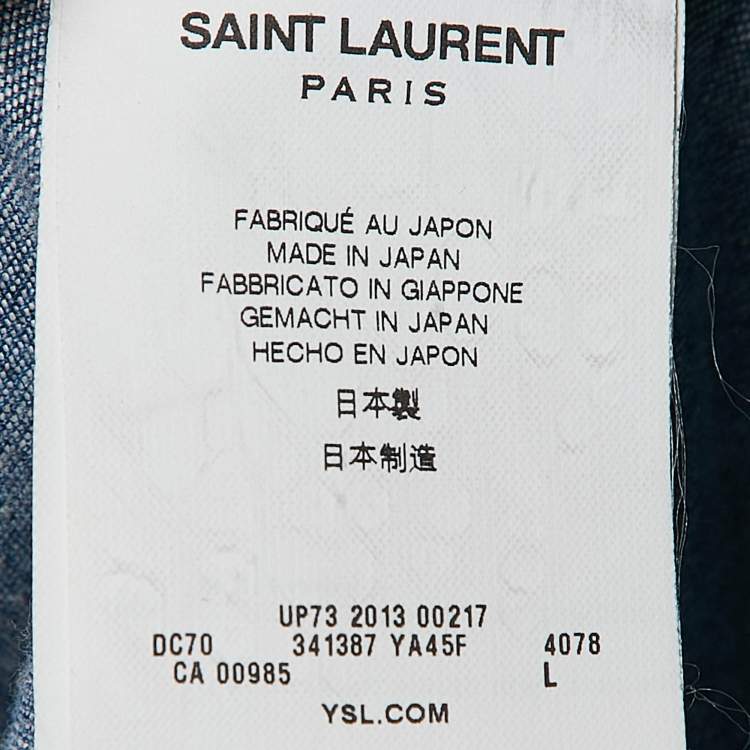 SAINT LAURENT
PARIS
FABRIQUÉ AU JAPON
MADE IN JAPAN
FABBRICATO IN GIAPPONE
GEMACHT IN JAPAN
HECHO EN JAPON
日本製
日本制造
UP73 2013 00217
DC70 341387 YA45F 4078
CA 00985 L
YSL.COM